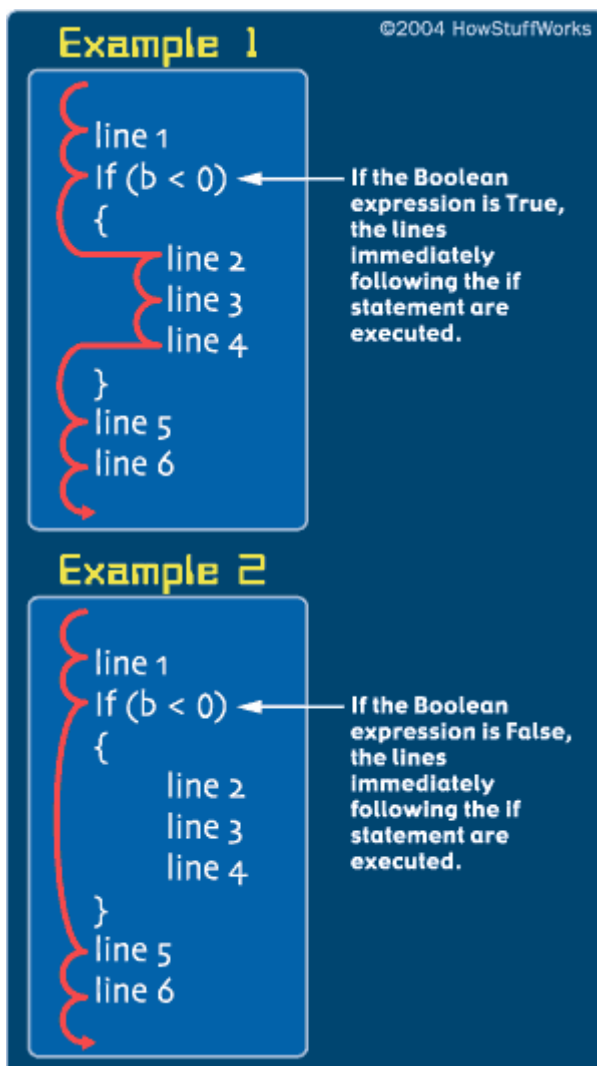 ©2004 HowStuffWorks
Example 1
line 1
If (b < 0)
{
line 2
line 3
line 4
}
line 5
line 6
If the Boolean
expression is True,
the lines
immediately
following the if
statement are
executed.
Example 2
line 1
If (b < 0)
{
line 2
line 3
line 4
}
line 5
line 6
If the Boolean
expression is False,
the lines
immediately
following the if
statement are
executed.